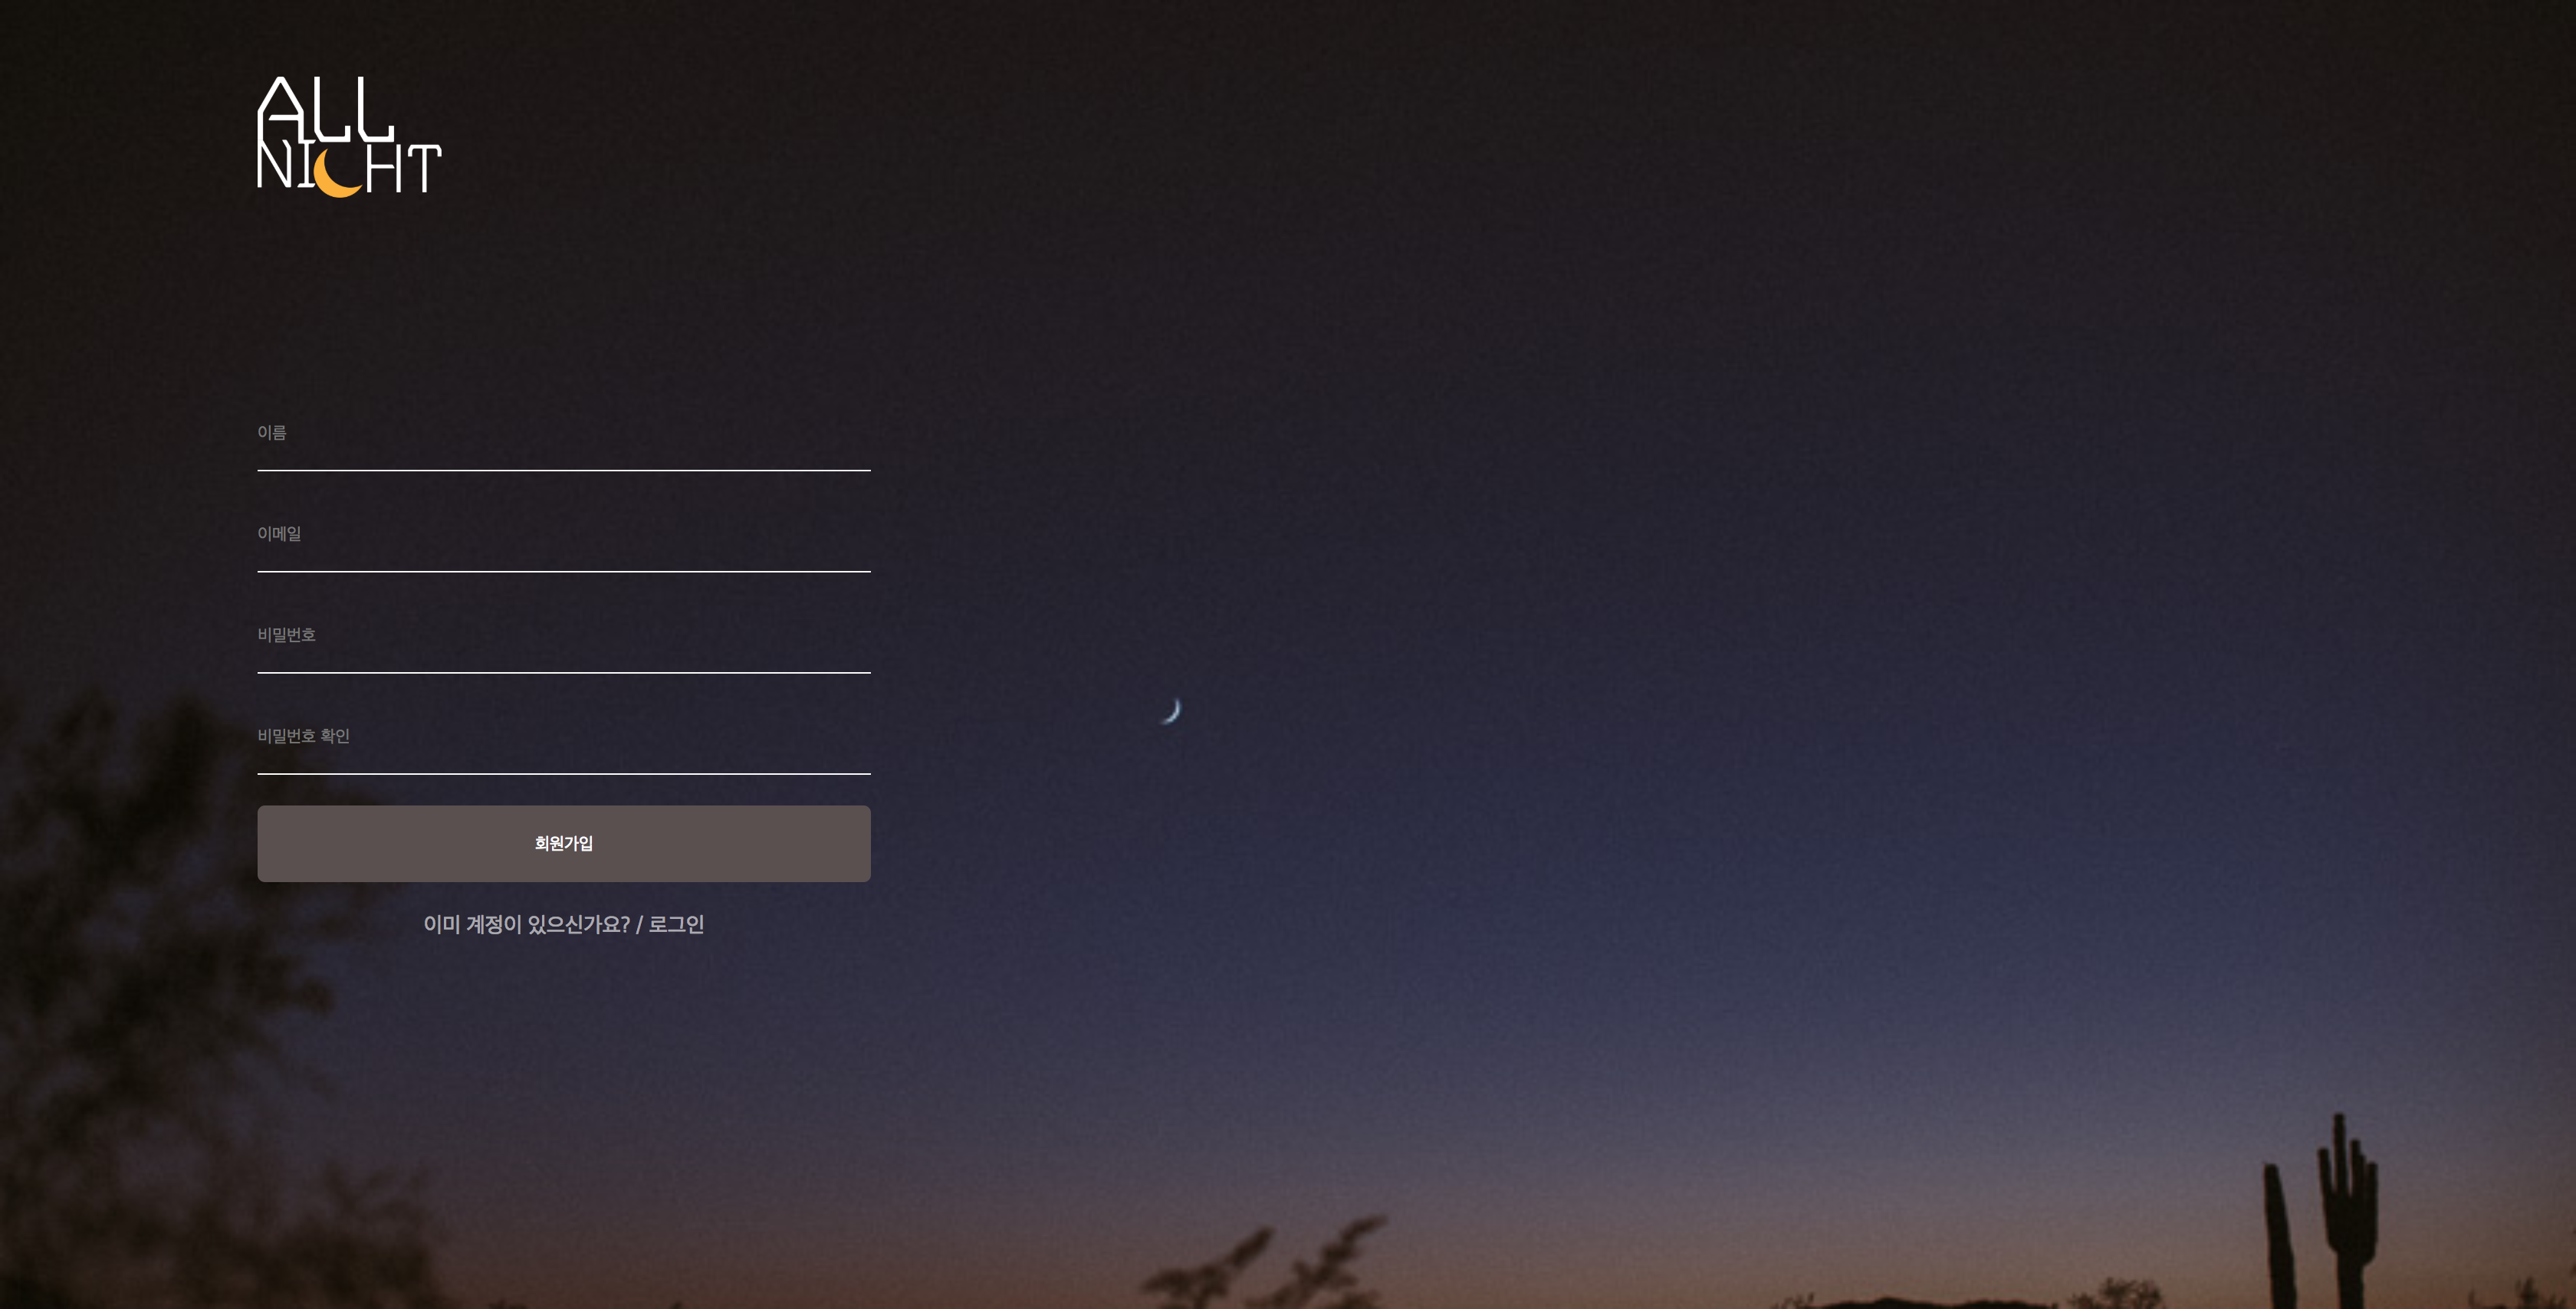 ALL
NIGHT
이름
이메일
비밀번호
비밀번호 확인
회원가입
이미 계정이 있으신가요? / 로그인